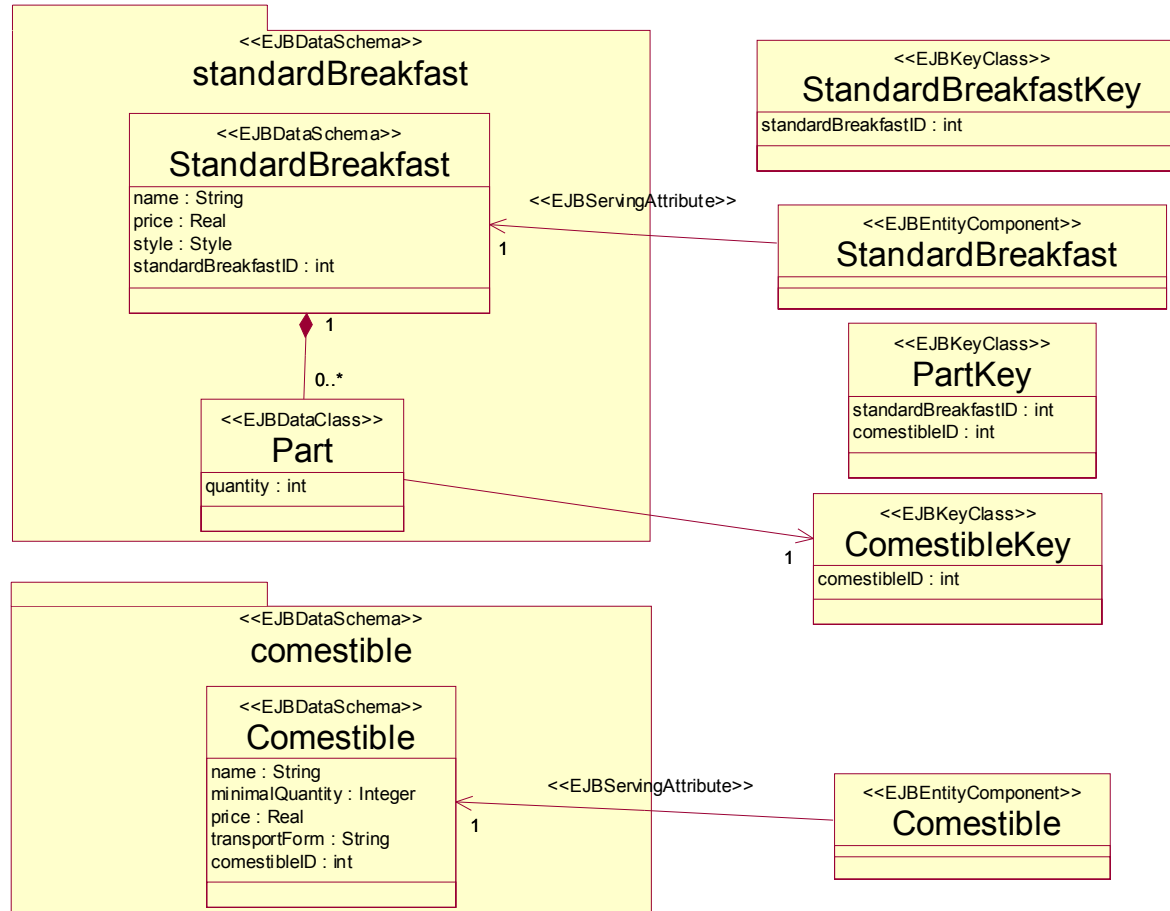 <<EJBDataSchema>>
standardBreakfast
<<EJBDataSchema>>
StandardBreakfast
name : String
price : Real
style : Style
standardBreakfastID : int
1
0..*
<<EJBDataClass>>
Part
quantity : int
<<EJBServingAttribute>>
1
<<EJBKeyClass>>
StandardBreakfastKey
standardBreakfastID : int
<<EJBEntityComponent>>
StandardBreakfast
<<EJBKeyClass>>
PartKey
standardBreakfastID : int
comestibleID : int
<<EJBKeyClass>>
ComestibleKey
comestibleID : int
1
<<EJBDataSchema>>
comestible
<<EJBDataSchema>>
Comestible
name : String
minimalQuantity : Integer
price : Real
transportForm : String
comestibleID : int
<<EJBServingAttribute>>
1
<<EJBEntityComponent>>
Comestible